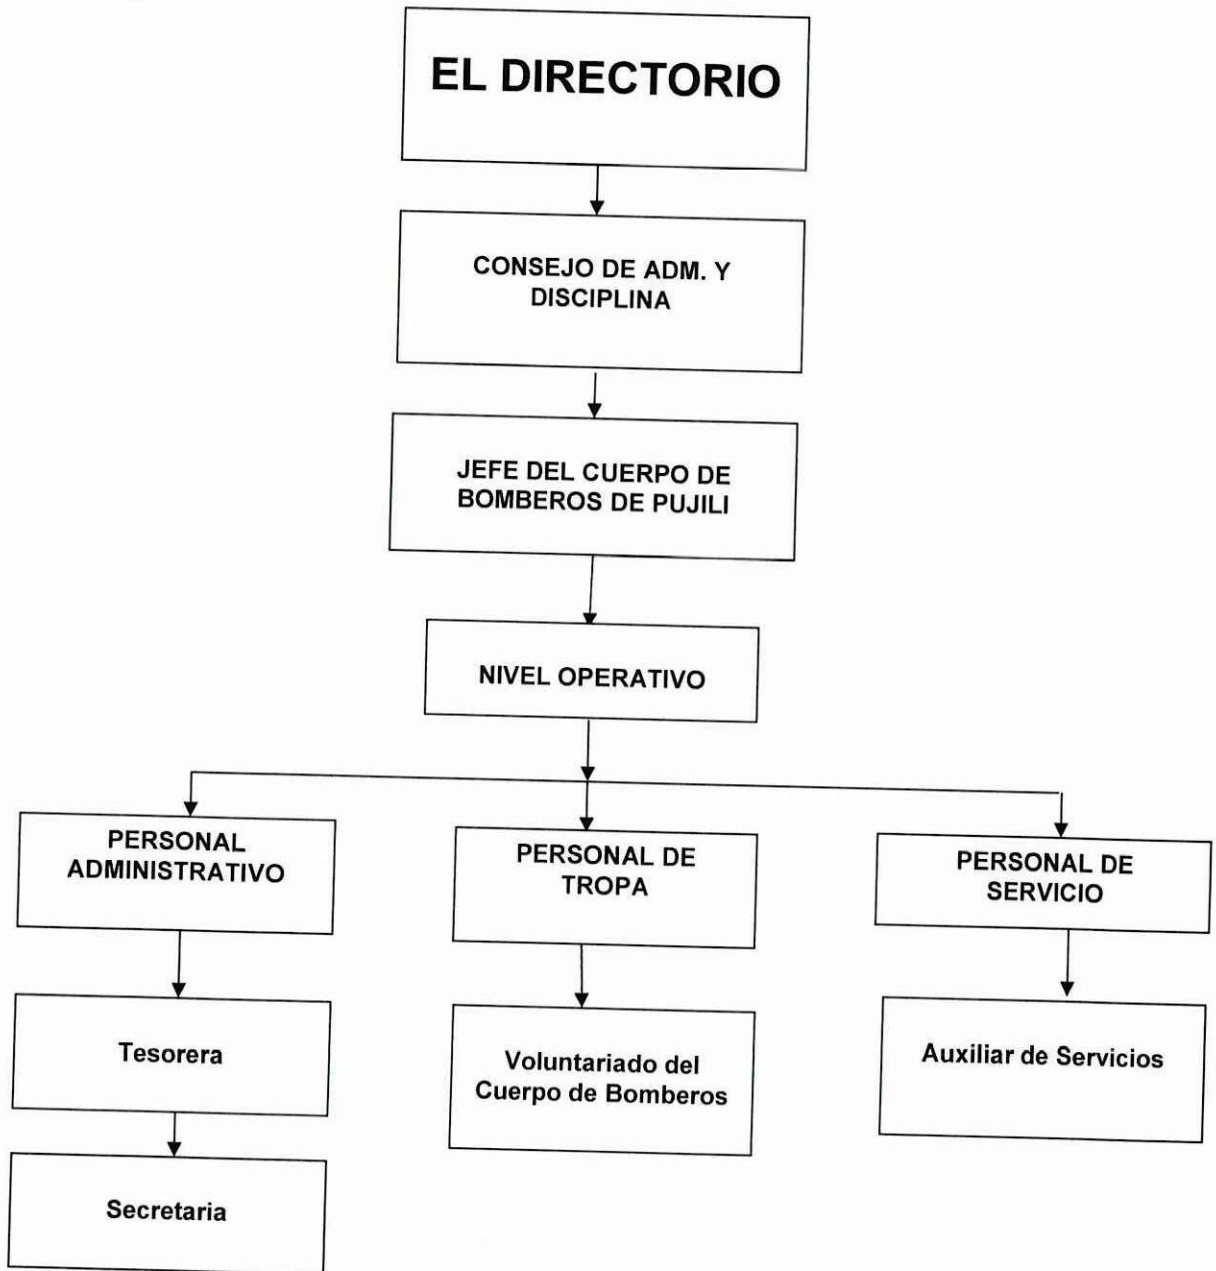 EL DIRECTORIO
CONSEJO DE ADM. Y
DISCIPLINA
JEFE DEL CUERPO DE
BOMBEROS DE PUJILI
NIVEL OPERATIVO
PERSONAL
ADMINISTRATIVO
PERSONAL DE
TROPA
PERSONAL DE
SERVICIO
Tesorera
Voluntariado del
Cuerpo de Bomberos
Auxiliar de Servicios
Secretaria